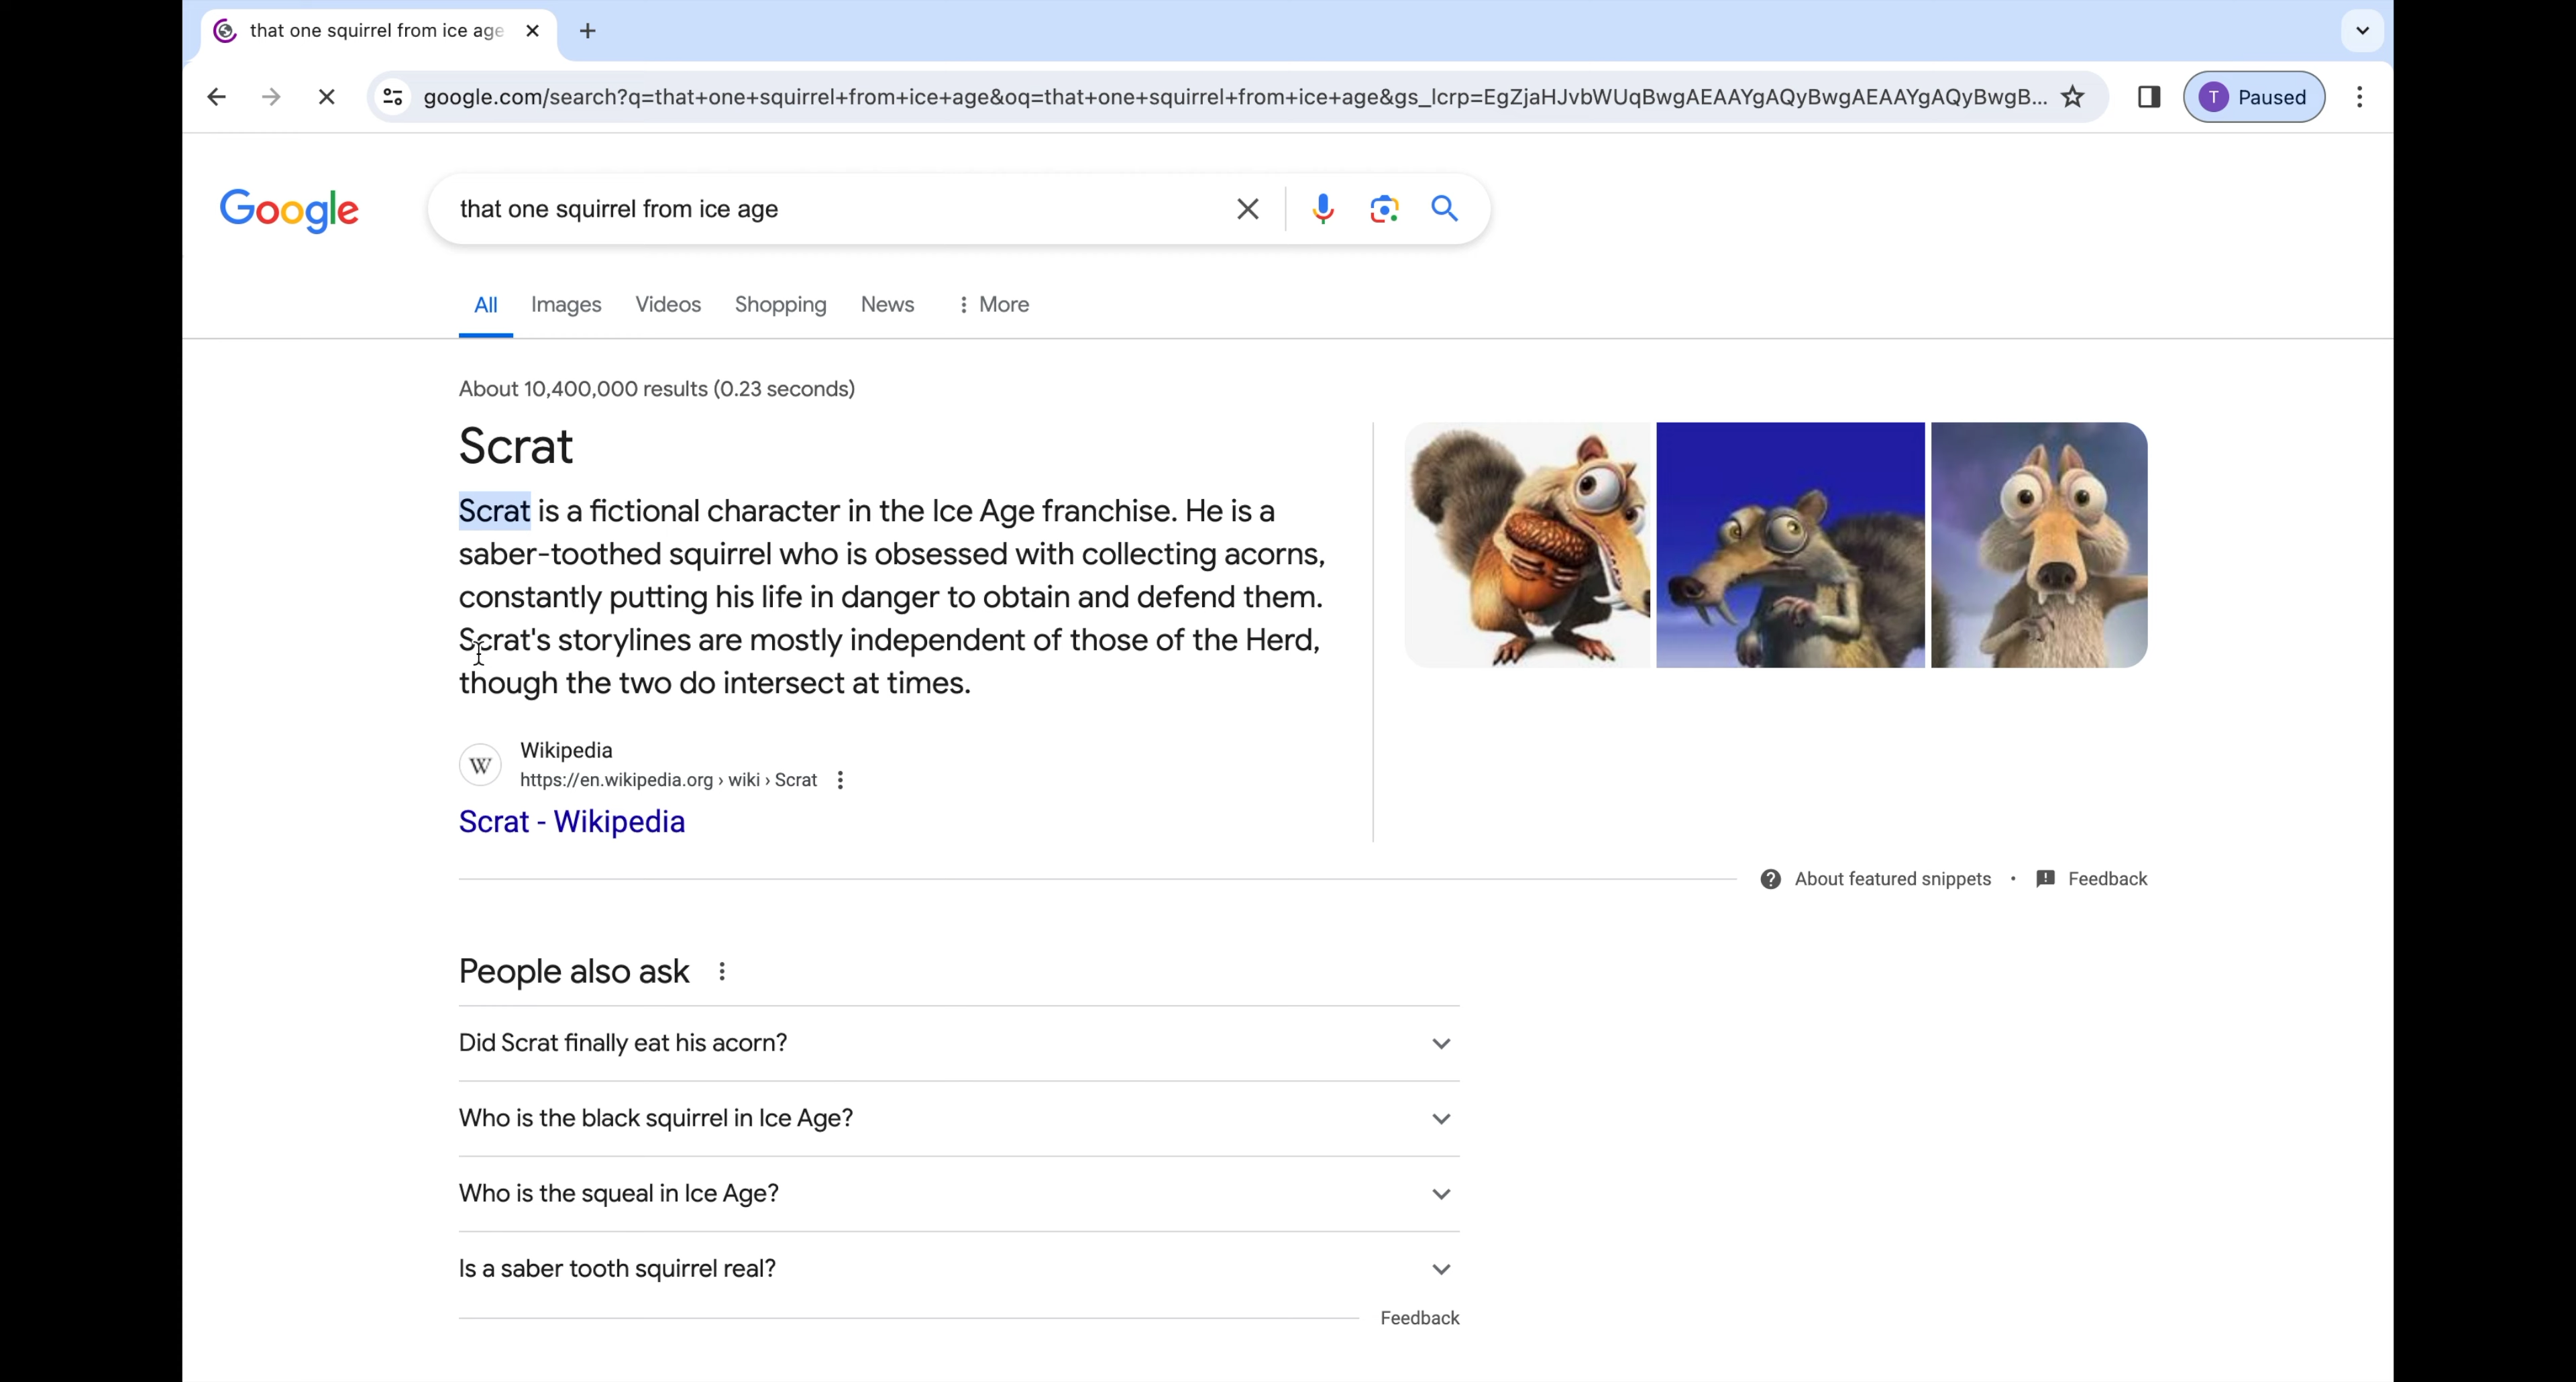 that one squirrel from ice age
google.com/search?q=that+one+squirrel+from+ice+age&oq=that+one+squirrel+from+ice+age&gs_lcrp=EgZjaHJvbWUqBwgAEAAYgAQyBwgAEAAYgAQyBwgB...
T Paused
Google
that one squirrel from ice age
All Images Videos Shopping News More
About 10,400,000 results (0.23 seconds)
Scrat
Scrat is a fictional character in the Ice Age franchise. He is a
saber-toothed squirrel who is obsessed with collecting acorns,
constantly putting his life in danger to obtain and defend them.
Scrat's storylines are mostly independent of those of the Herd,
though the two do intersect at times.
W Wikipedia
https://en.wikipedia.org › wiki › Scrat
Scrat - Wikipedia
About featured snippets • Feedback
People also ask
Did Scrat finally eat his acorn?
Who is the black squirrel in Ice Age?
Who is the squeal in Ice Age?
Is a saber tooth squirrel real?
Feedback